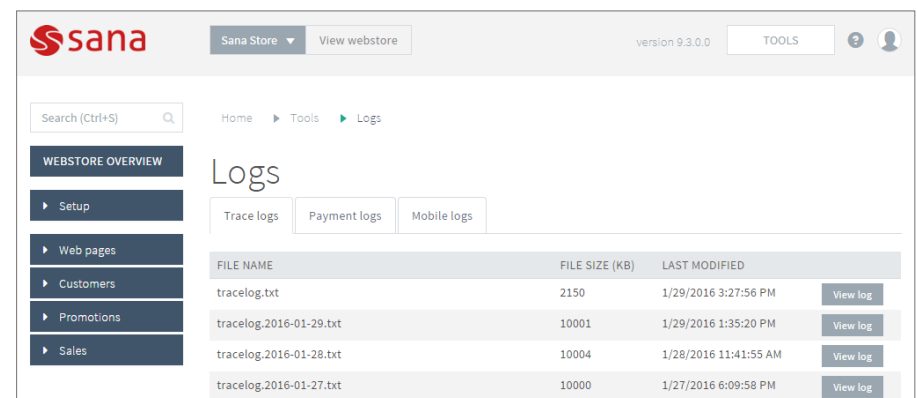 sana
Sana Store View webstore version 9.3.0.0 TOOLS ?
Search (Ctrl+S)
Home Tools Logs
WEBSTORE OVERVIEW
Logs
Setup
Trace logs Payment logs Mobile logs
Web pages
FILE NAME FILE SIZE (KB) LAST MODIFIED
Customers
tracelog.txt 2150 1/29/2016 3:27:56 PM View log
Promotions
tracelog.2016-01-29.txt 10001 1/29/2016 1:35:20 PM View log
Sales
tracelog.2016-01-28.txt 10004 1/28/2016 11:41:55 AM View log
tracelog.2016-01-27.txt 10000 1/27/2016 6:09:58 PM View log